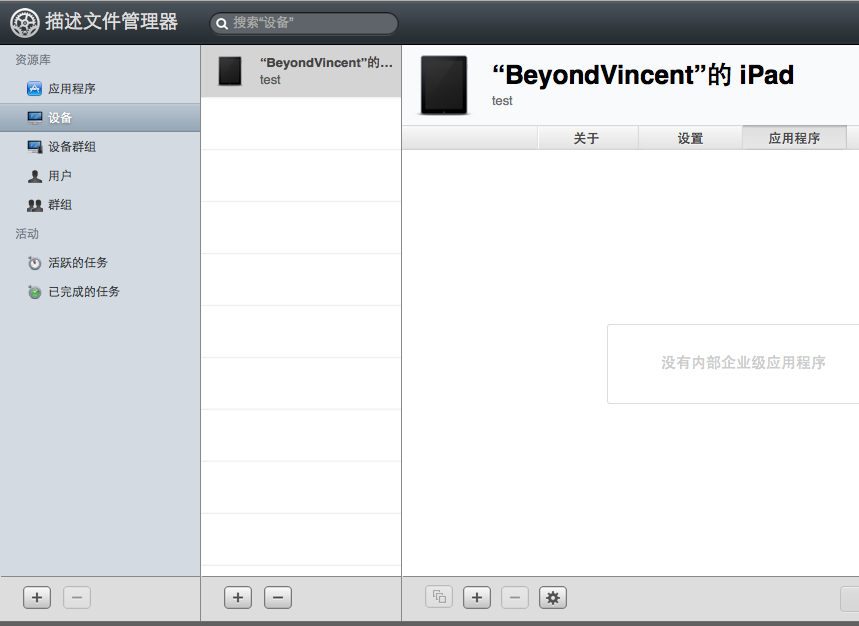 描述文件管理器
搜索“设备”
资源库
应用程序
设备
设备群组
用户
群组
活动
活跃的任务
已完成的任务
“BeyondVincent”的...
test
“BeyondVincent”的 iPad
test
关于
设置
应用程序
没有内部企业级应用程序